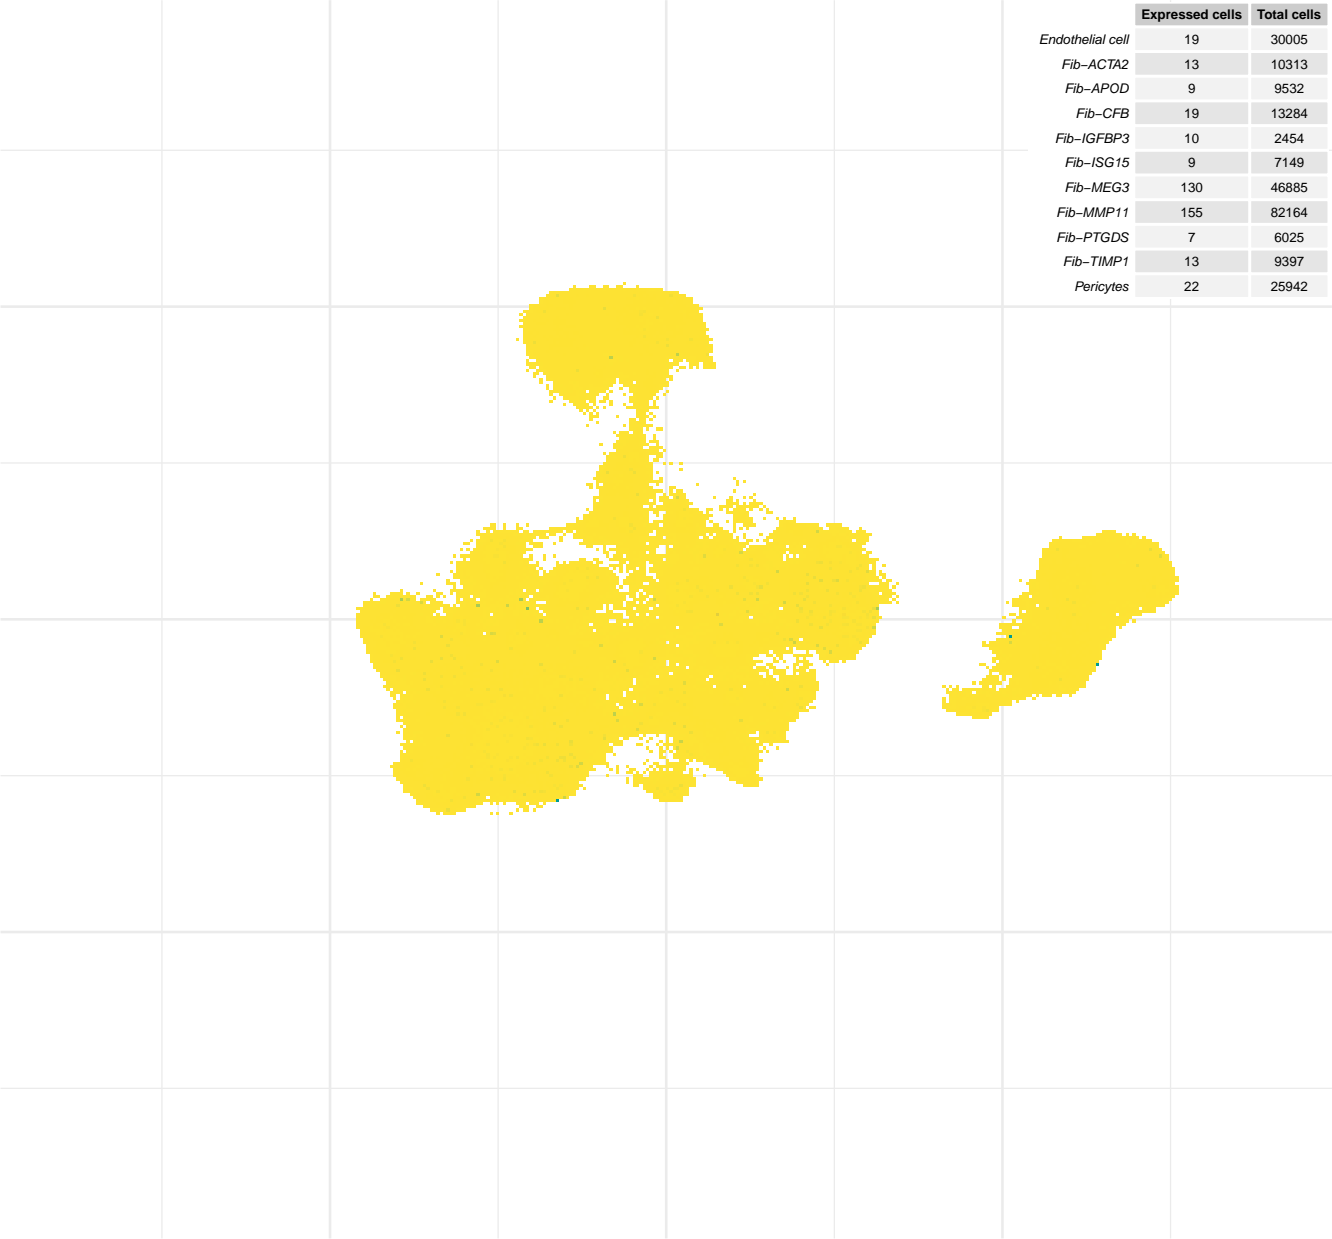 Expressed cells Total cells
Endothelial cell 19 30005
Fib−ACTA2 13 10313
Fib−APOD 9 9532
Fib−CFB 19 13284
Fib−IGFBP3 10 2454
Fib−ISG15 9 7149
Fib−MEG3 130 46885
Fib−MMP11 155 82164
Fib−PTGDS 7 6025
Fib−TIMP1 13 9397
Pericytes 22 25942